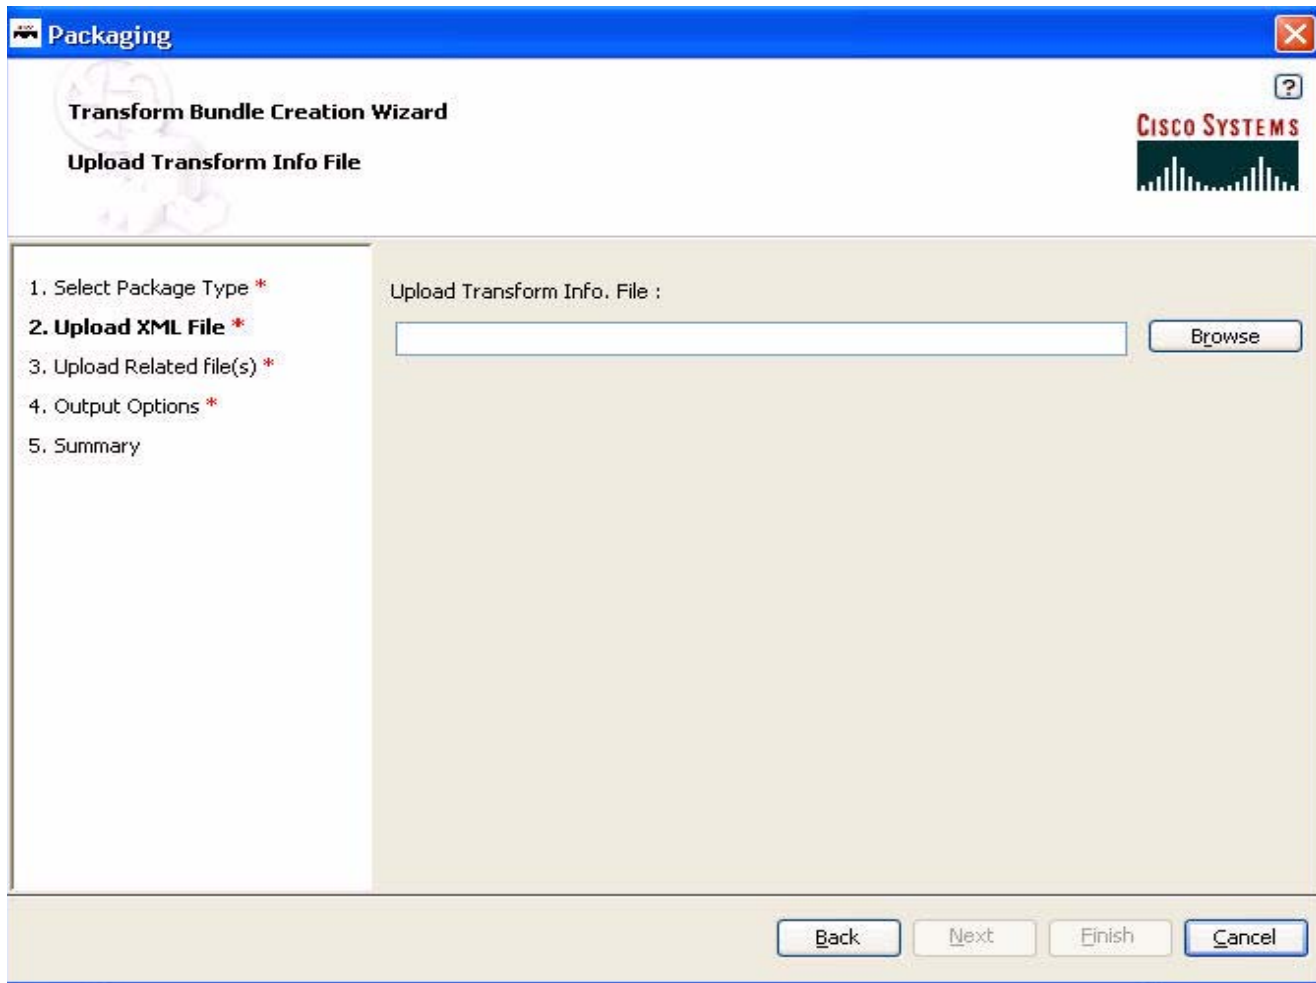 Packaging
?
Transform Bundle Creation Wizard
Upload Transform Info File
CISCO SYSTEMS
1. Select Package Type *
2. Upload XML File *
3. Upload Related file(s) *
4. Output Options *
5. Summary
Upload Transform Info. File :
Browse
Back
Next
Finish
Cancel